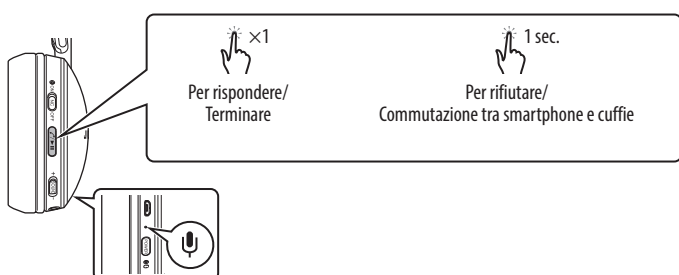 ×1
Per rispondere/
Terminare
1 sec.
Per rifiutare/
Commutazione tra smartphone e cuffie